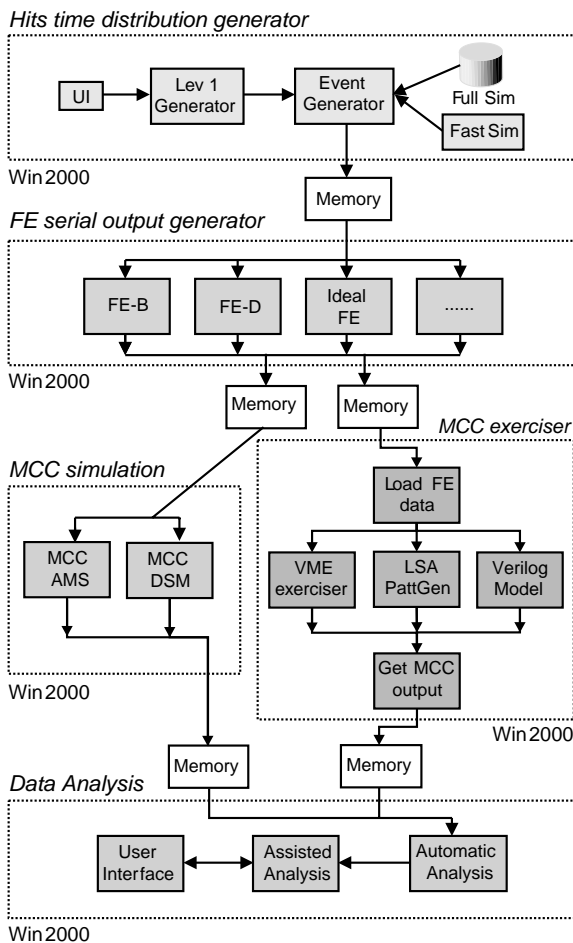 Hits time distribution generator
UI
Lev 1
Generator
Event
Generator
Full Sim
Fast Sim
Win2000
Memory
FE serial output generator
FE-B
FE-D
Ideal
FE
......
Win2000
Memory
Memory
MCC exerciser
MCC simulation
Load FE
data
MCC
AMS
MCC
DSM
VME
exerciser
LSA
PattGen
Verilog
Model
Get MCC
output
Win2000
Win2000
Memory
Memory
Data Analysis
User
Interface
Assisted
Analysis
Automatic
Analysis
Win2000